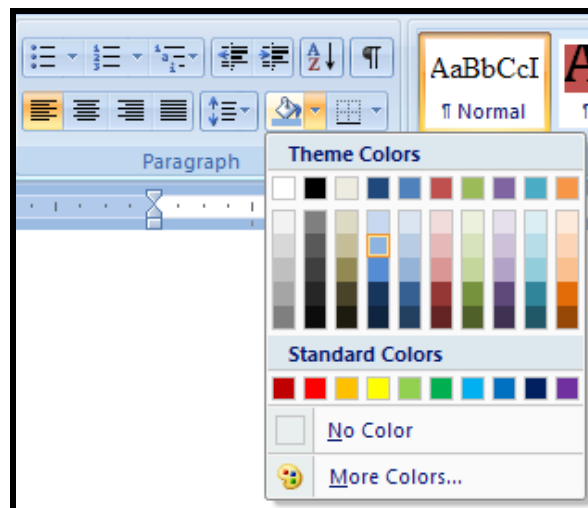 AaBbCcI
¶ Normal
Paragraph
Theme Colors
Standard Colors
No Color
More Colors...